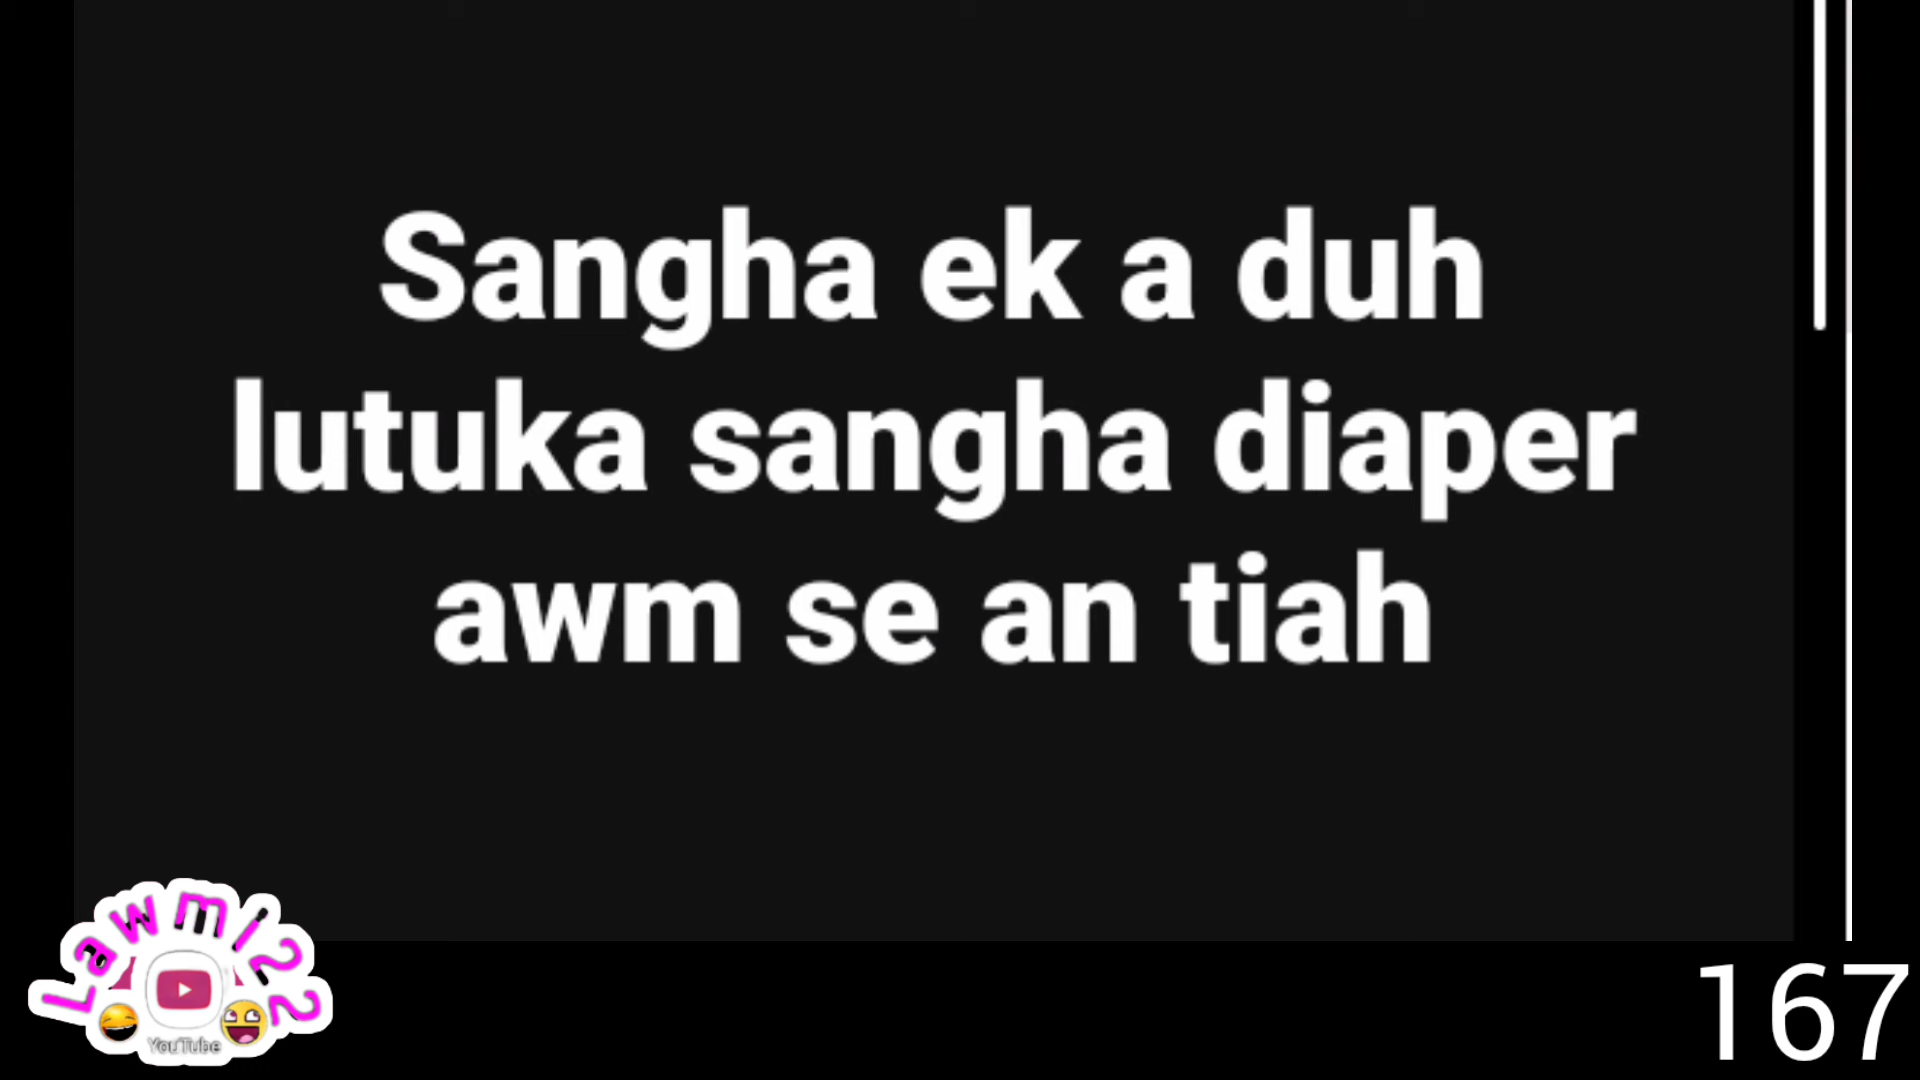 Sangha ek a duh
lutuka sangha diaper
awm se an tiah
Lawmi22
YouTube
167